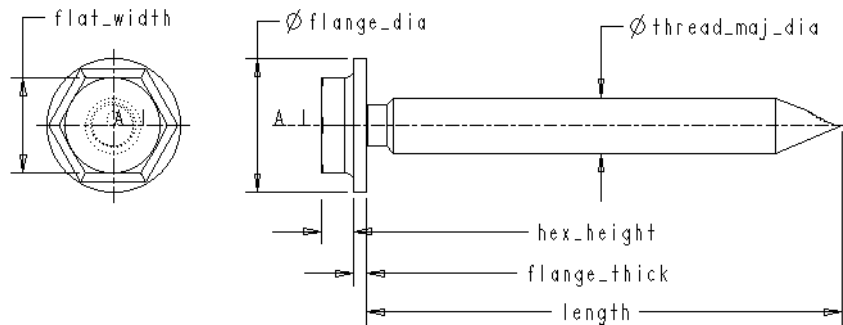 flat_width
Ø flange_dia
Ø thread_maj_dia
A
A
hex_height
flange_thick
length